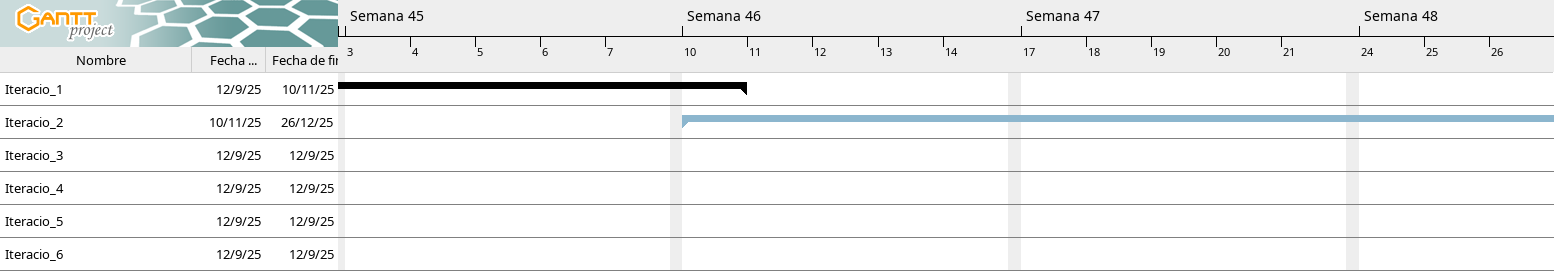 GANTT
project
Semana 45 Semana 46 Semana 47 Semana 48
3 4 5 6 7 10 11 12 13 14 17 18 19 20 21 24 25 26
Nombre Fecha ... Fecha de fin
Iteracio_1 12/9/25 10/11/25
Iteracio_2 10/11/25 26/12/25
Iteracio_3 12/9/25 12/9/25
Iteracio_4 12/9/25 12/9/25
Iteracio_5 12/9/25 12/9/25
Iteracio_6 12/9/25 12/9/25